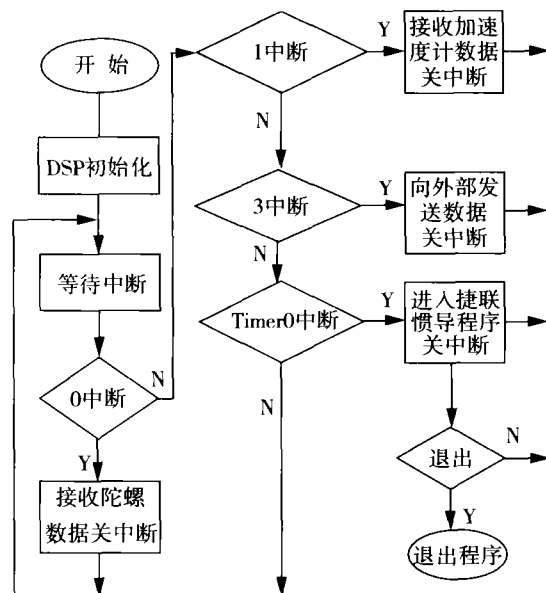 开 始
DSP初始化
等待中断
0中断
N
Y
接收陀螺
数据关中断
1中断
Y
接收加速
度计数据
关中断
N
3中断
Y
向外部发
送数据
关中断
N
Timer0中断
Y
进入捷联
惯导程序
关中断
N
退出
N
Y
退出程序